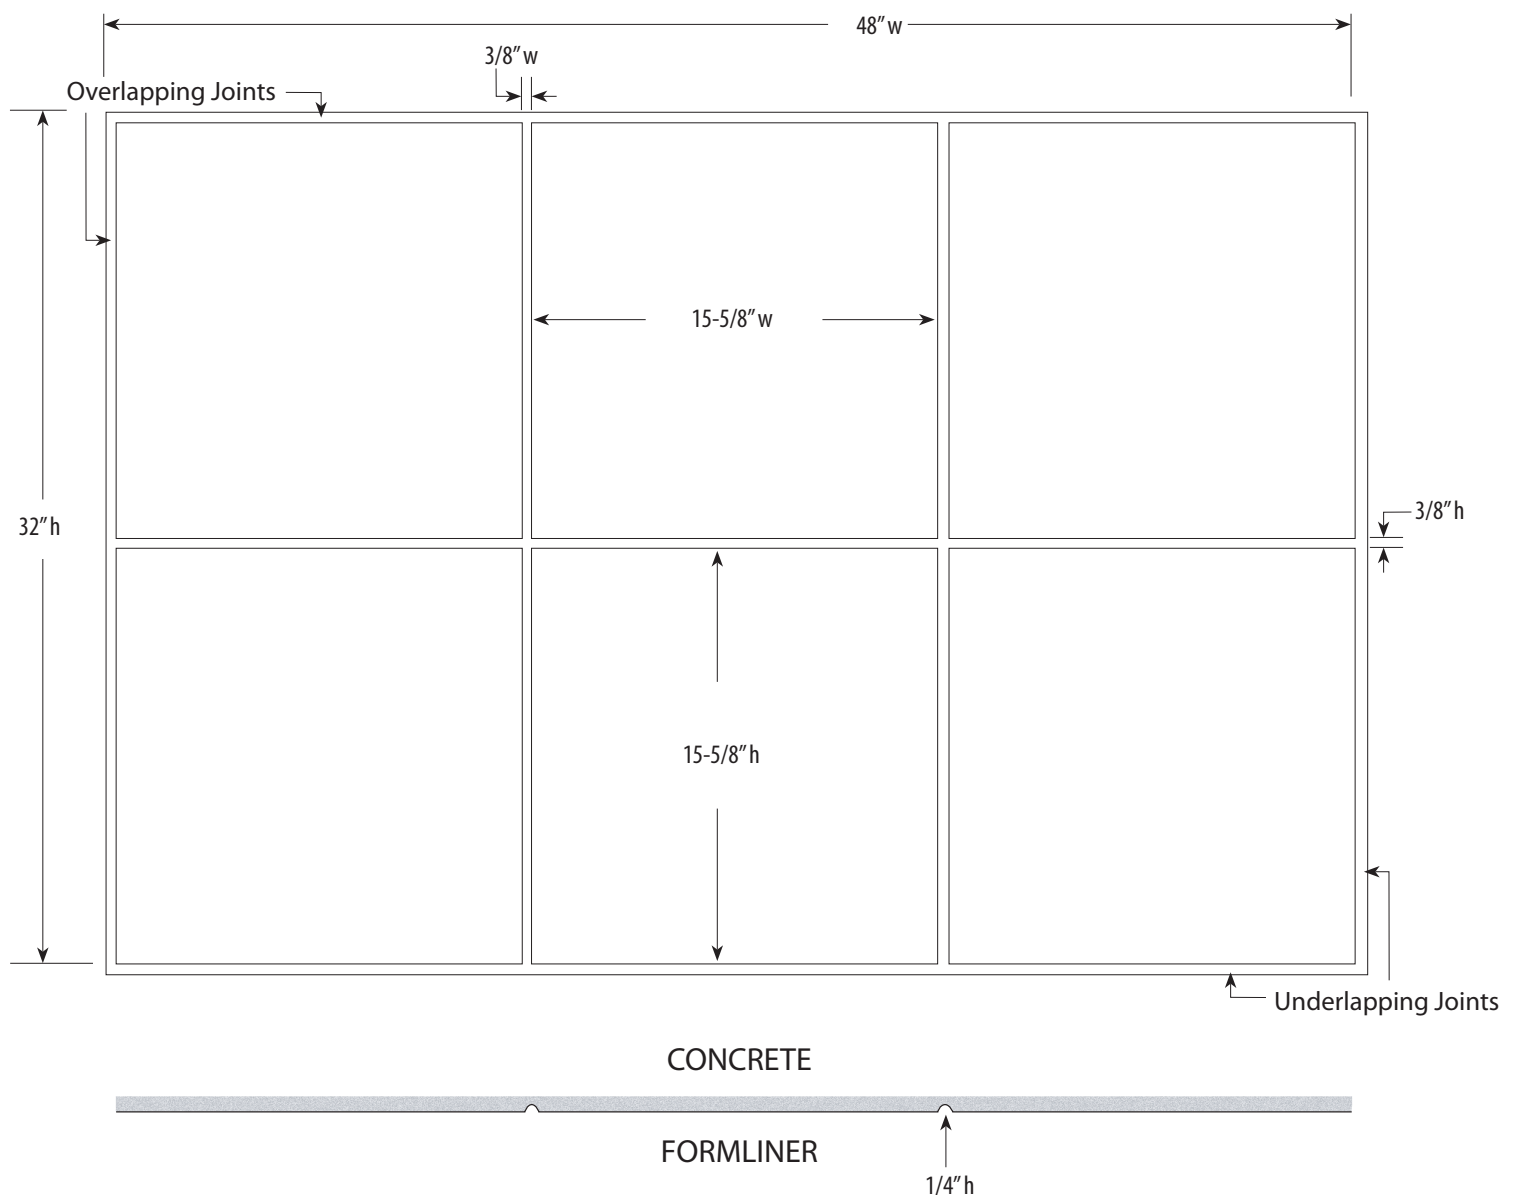 48" w
3/8" w
Overlapping Joints
15-5/8" w
3/8" h
32" h
15-5/8" h
Underlapping Joints
CONCRETE
FORMLINER
1/4" h